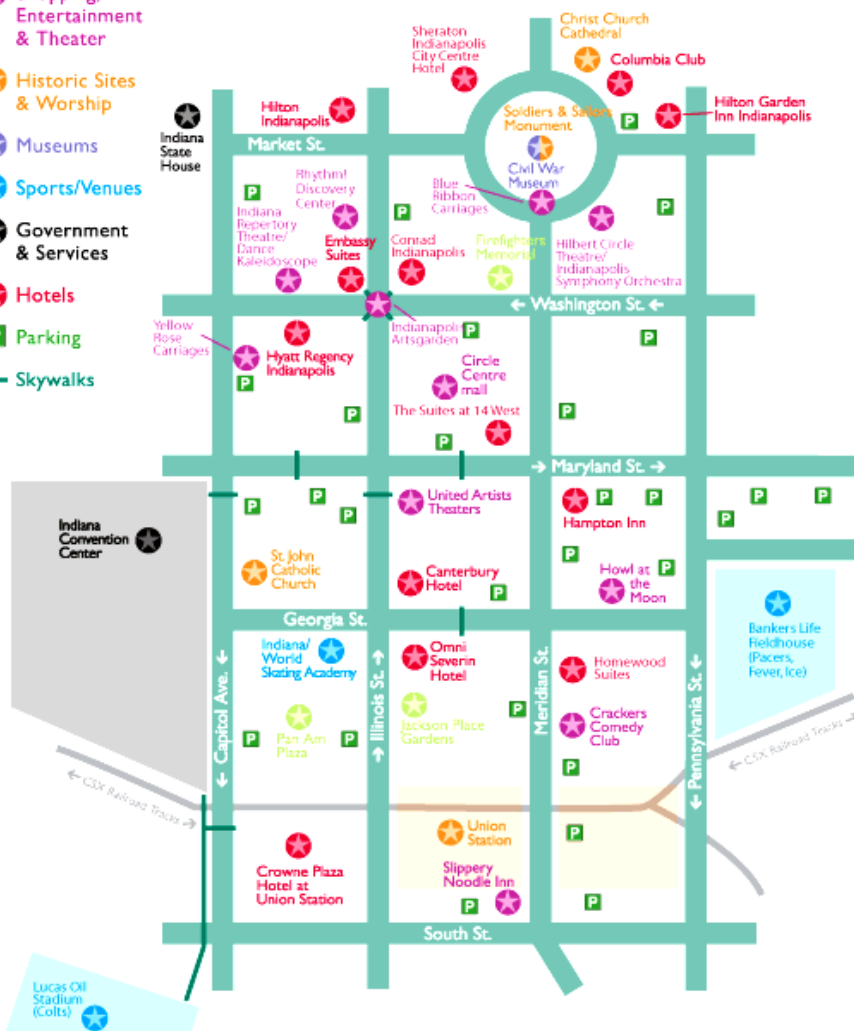 Entertainment
& Theater
Historic Sites
& Worship
Museums
Sports/Venues
Government
& Services
Hotels
P Parking
Skywalks
Christ Church
Cathedral
Sheraton
Indianapolis
City Centre
Hotel
Columbia Club
Hilton
Indianapolis
Hilton Garden
Inn Indianapolis
Indiana
State
House
Soldiers & Sailors
Monument
P
Market St.
Civil War
Museum
Rhythm!
Discovery
Center
Blue
Ribbon
Carriages
P
P
P
Indiana
Repertory
Theatre/
Dance
Kaleidoscope
Embassy
Suites
Conrad
Indianapolis
Firefighters
Memorial
Hilbert Circle
Theatre/
Indianapolis
Symphony Orchestra
← Washington St. ←
Yellow
Rose
Carriages
Indianapolis
Artsgarden
P
P
Hyatt Regency
Indianapolis
Circle
Centre
mall
P
P
The Suites at 14 West
P
P
→ Maryland St. →
P
P
P
United Artists
Theaters
P
P
Hampton Inn
P
P
P
Indiana
Convention
Center
St. John
Catholic
Church
Canterbury
Hotel
P
P
Howl at
the
Moon
P
Georgia St.
Bankers Life
Fieldhouse
(Pacers,
Fever, Ice)
Indiana/
World
Skating Academy
Omni
Severin
Hotel
Homewood
Suites
← Capitol Ave. ←
← Illinois St. →
Meridian St.
← Pennsylvania St. ←
Pan Am
Plaza
Jackson Place
Gardens
Crackers
Comedy
Club
P
P
P
P
← CSX Railroad Tracks →
← CSX Railroad Tracks →
Union
Station
P
Crowne Plaza
Hotel at
Union Station
Slippery
Noodle Inn
P
P
South St.
Lucas Oil
Stadium
(Colts)